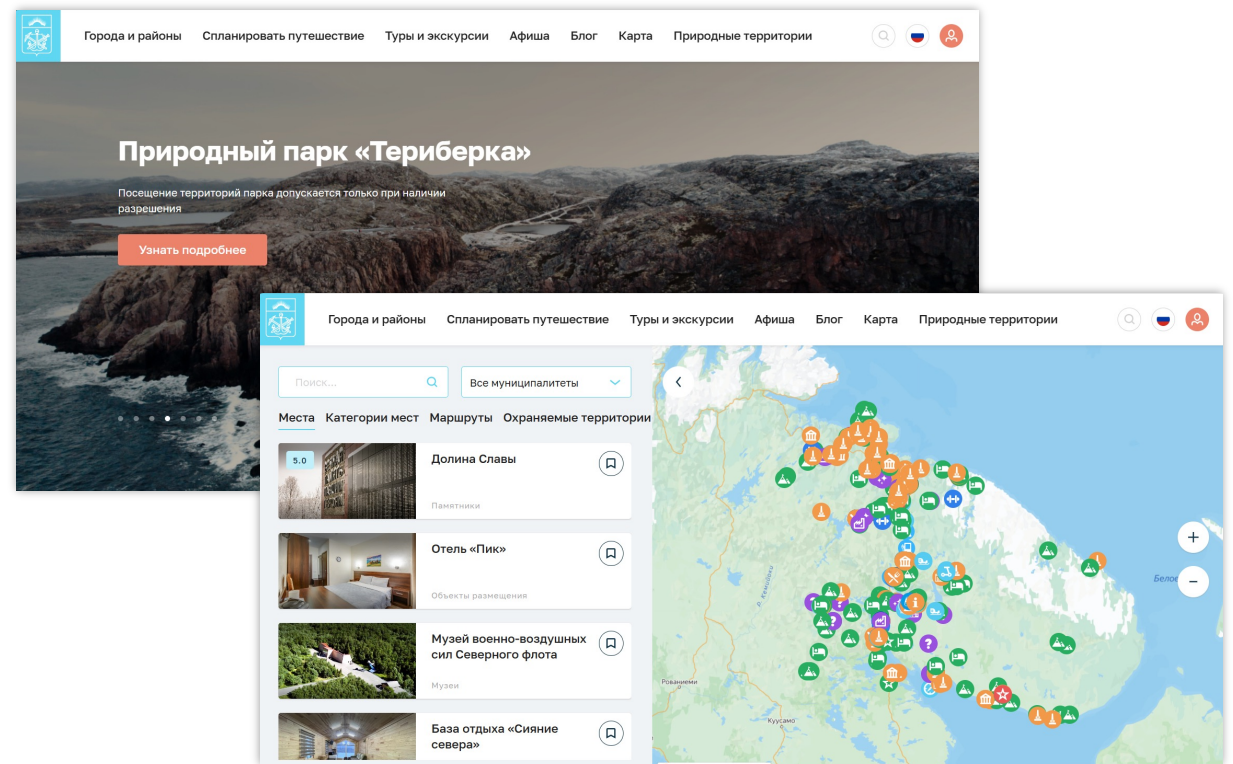 Города и районы Спланировать путешествие Туры и экскурсии Афиша Блог Карта Природные территории
Природный парк «Териберка»
Посещение территорий парка допускается только при наличии
разрешения
Узнать подробнее
Города и районы Спланировать путешествие Туры и экскурсии Афиша Блог Карта Природные территории
Поиск...
Все муниципалитеты
Места Категории мест Маршруты Охраняемые территории
5.0
Долина Славы
Памятники
Отель «Пик»
Объекты размещения
Музей военно-воздушных
сил Северного флота
Музеи
База отдыха «Сияние
севера»
р. Кемийоки
Рованиеми
Куусамо
Белое